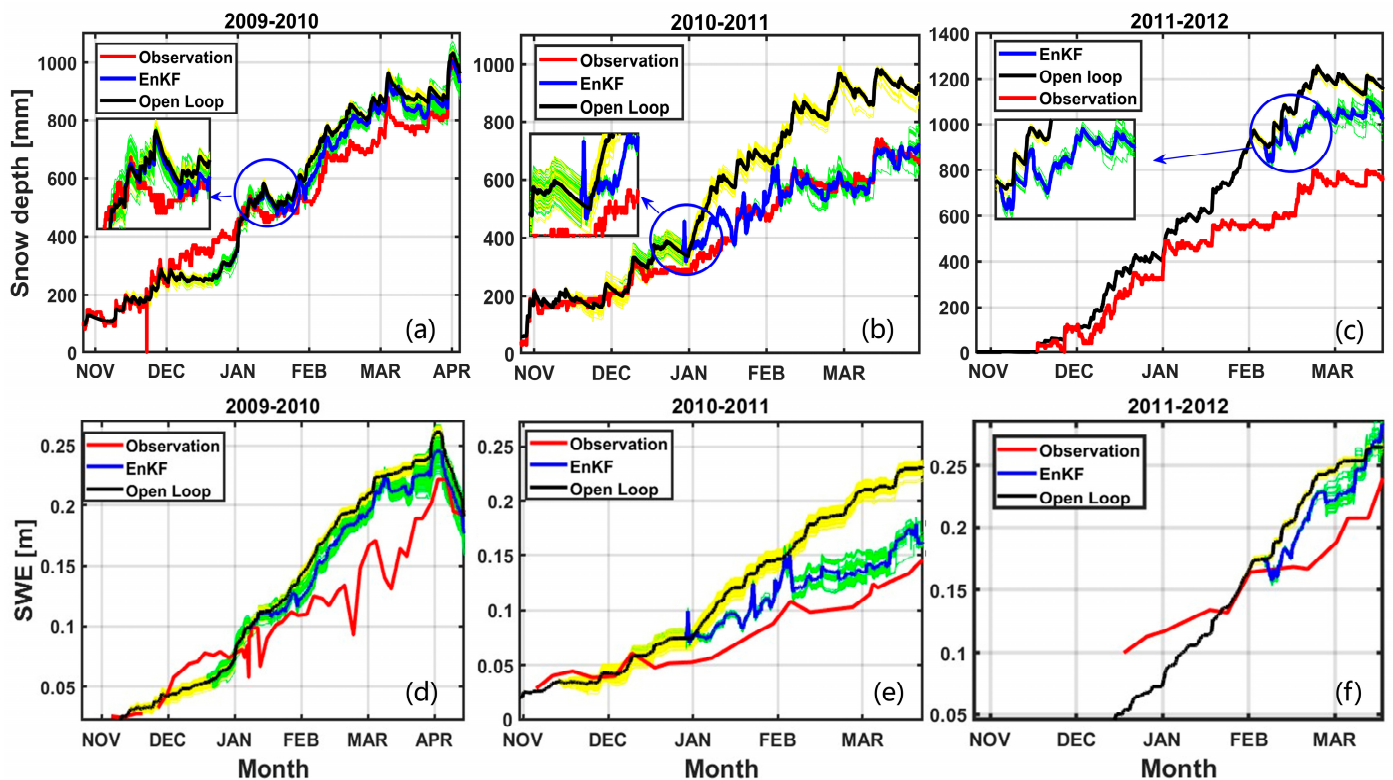 2009-2010
Snow depth [mm]
1000
800
600
400
200
0
Observation
EnKF
Open Loop
(a)
NOV DEC JAN FEB MAR APR
2010-2011
1000
800
600
400
200
0
Observation
EnKF
Open Loop
(b)
NOV DEC JAN FEB MAR
2011-2012
1400
1200
1000
800
600
400
200
0
EnKF
Open loop
Observation
(c)
NOV DEC JAN FEB MAR
2009-2010
SWE [m]
0.25
0.2
0.15
0.1
0.05
Observation
EnKF
Open Loop
(d)
NOV DEC JAN FEB MAR APR
Month
2010-2011
0.25
0.2
0.15
0.1
0.05
0
Observation
EnKF
Open Loop
(e)
NOV DEC JAN FEB MAR
Month
2011-2012
0.25
0.2
0.15
0.1
0.05
Observation
EnKF
Open Loop
(f)
NOV DEC JAN FEB MAR
Month